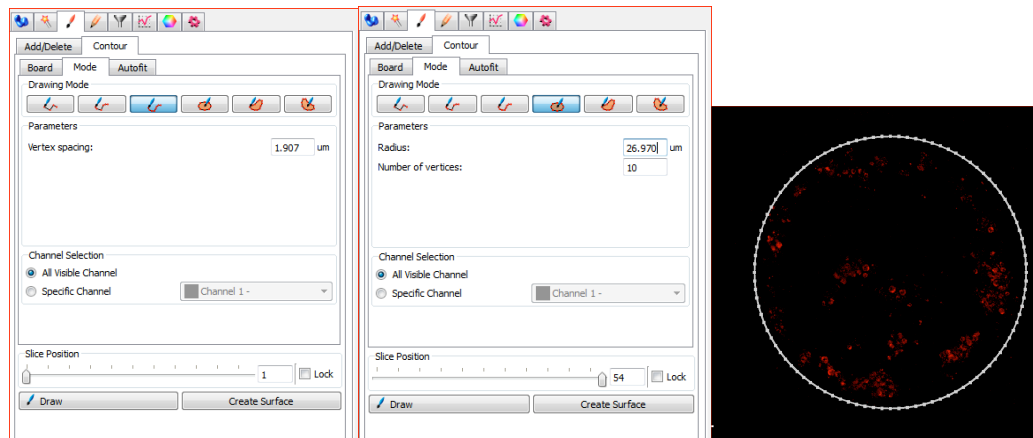 Add/Delete Contour
Board Mode Autofit
Drawing Mode
Parameters
Vertex spacing: 1.907 um
Channel Selection
All Visible Channel
Specific Channel Channel 1 -
Slice Position
1 Lock
Draw Create Surface
Add/Delete Contour
Board Mode Autofit
Drawing Mode
Parameters
Radius: 26.970 um
Number of vertices: 10
Channel Selection
All Visible Channel
Specific Channel Channel 1 -
Slice Position
54 Lock
Draw Create Surface